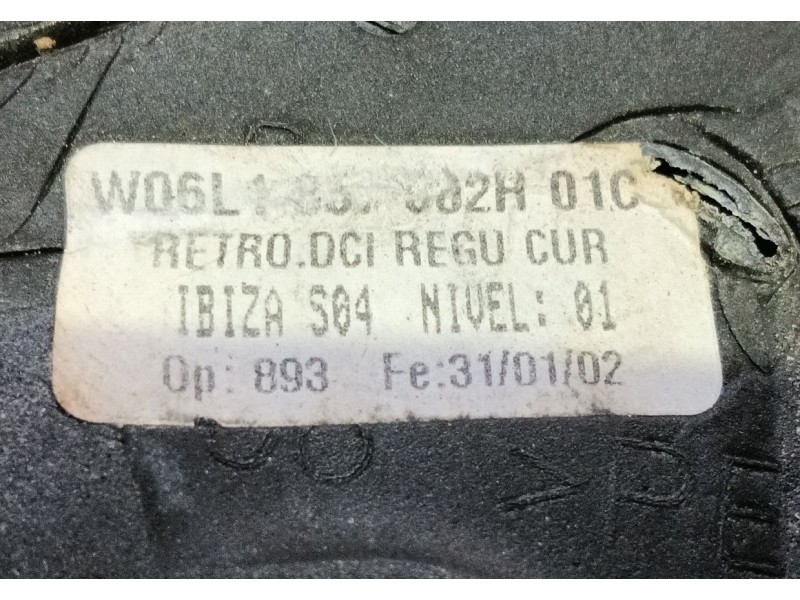 01C
RETRO.DCI REGU CUR
IBIZA S04 NIVEL: 01
Op: 893 Fe:31/01/02